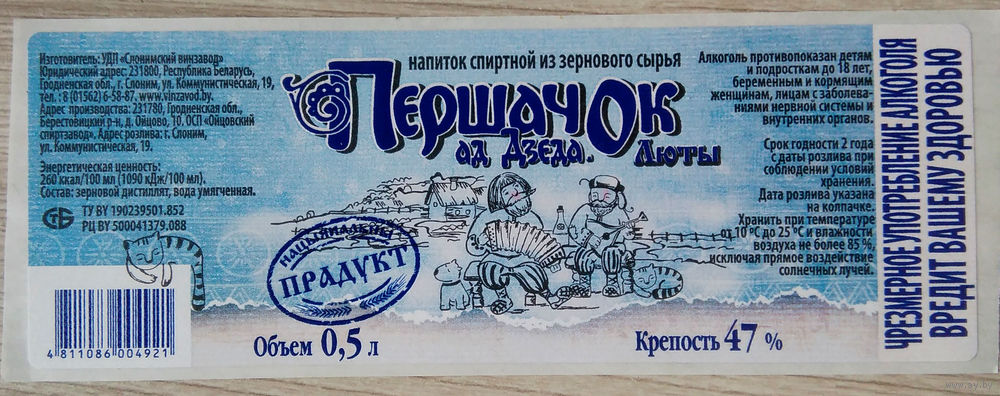 Изготовитель: УДП «Слонимский винзавод»
Юридический адрес: 231800, Республика Беларусь,
Гродненская обл., г. Слоним, ул. Коммунистическая, 19,
тел.: 8 (01562) 6-58-87. www.vinzavod.by.
Адрес производства: 231780, Гродненская обл.,
Берестовицкий р-н, д. Ойцово, 10, ОСП «Ойцовский
спиртзавод». Адрес розлива: г. Слоним,
ул. Коммунистическая, 19.
Энергетическая ценность:
260 ккал/100 мл (1090 кДж/100 мл).
Состав: зерновой дистиллят, вода умягченная.
СТБ
ТУ BY 190239501.852
РЦ BY 500041379.088
4 811086 004921
напиток спиртной из зернового сырья
Першачок
ад Дзеда.
Люты
НАЦЫЯНАЛЬНЫ
ПРАДУКТ
Объем 0,5 л
Крепость 47 %
Алкоголь противопоказан детям
и подросткам до 18 лет,
беременным и кормящим
женщинам, лицам с заболева-
ниями нервной системы и
внутренних органов.
Срок годности 2 года
с даты розлива при
соблюдении условий
хранения.
Дата розлива указана
на колпачке.
Хранить при температуре
от 10 ºС до 25 ºС и влажности
воздуха не более 85 %,
исключая прямое воздействие
солнечных лучей.
ЧРЕЗМЕРНОЕ УПОТРЕБЛЕНИЕ АЛКОГОЛЯ
ВРЕДИТ ВАШЕМУ ЗДОРОВЬЮ
www.ay.by